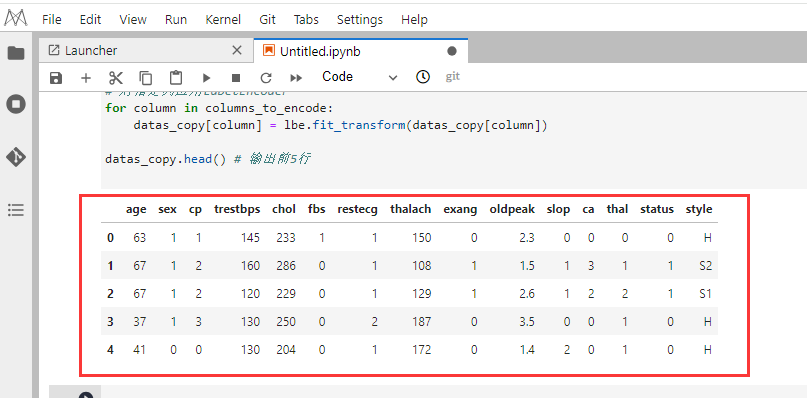 File Edit View Run Kernel Git Tabs Settings Help
Launcher Untitled.ipynb
Code git
for column in columns_to_encode:
datas_copy[column] = lbe.fit_transform(datas_copy[column])
datas_copy.head() # 输出前5行
age sex cp trestbps chol fbs restecg thalach exang oldpeak slop ca thal status style
0 63 1 1 145 233 1 1 150 0 2.3 0 0 0 0 H
1 67 1 2 160 286 0 1 108 1 1.5 1 3 1 1 S2
2 67 1 2 120 229 0 1 129 1 2.6 1 2 2 1 S1
3 37 1 3 130 250 0 2 187 0 3.5 0 0 1 0 H
4 41 0 0 130 204 0 1 172 0 1.4 2 0 1 0 H